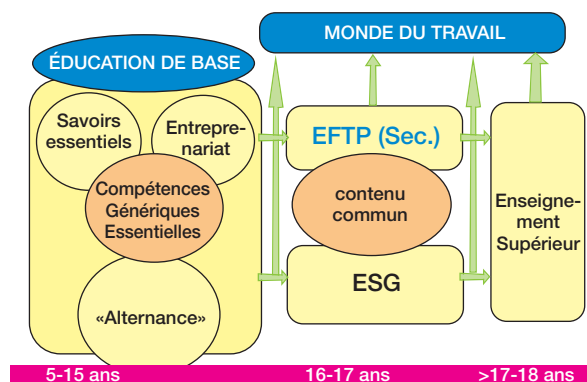 MONDE DU TRAVAIL
ÉDUCATION DE BASE
Savoirs
essentiels
Entrepre-
nariat
Compétences
Génériques
Essentielles
«Alternance»
EFTP (Sec.)
contenu
commun
ESG
Enseigne-
ment
Supérieur
5-15 ans
16-17 ans
>17-18 ans